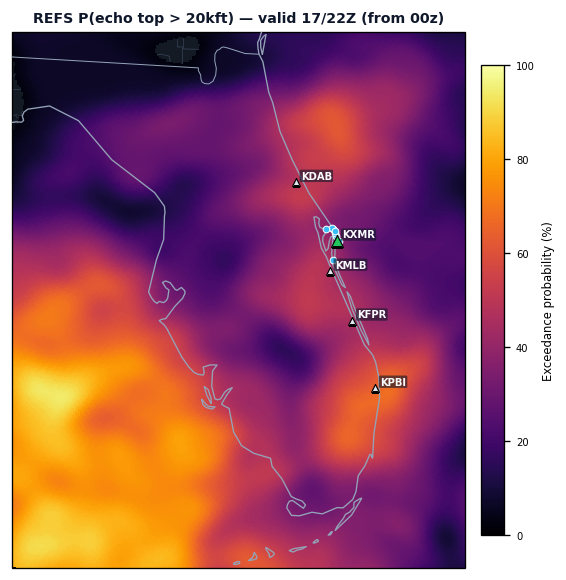 REFS P(echo top > 20kft) — valid 17/22Z (from 00z)
KDAB
KXMR
KMLB
KFPR
KPBI
100
80
60
40
20
0
Exceedance probability (%)